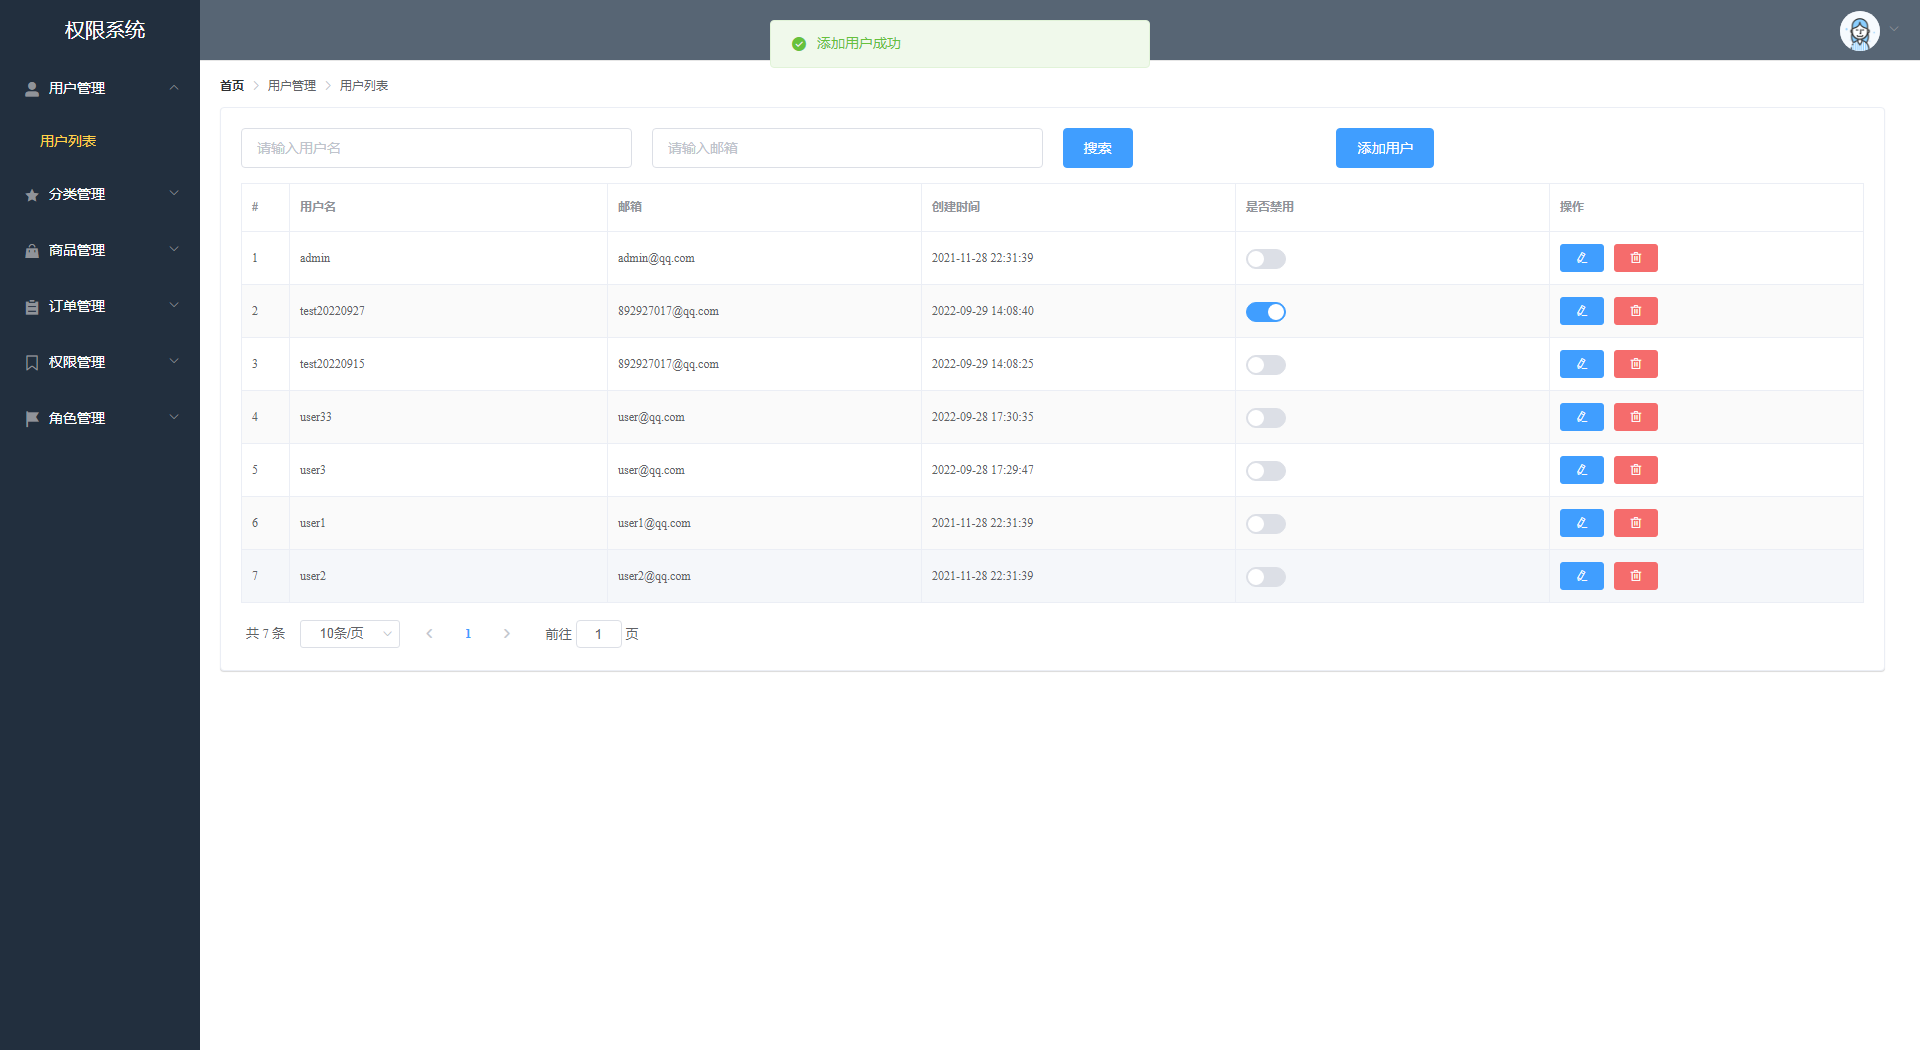 权限系统
添加用户成功
用户管理
用户列表
分类管理
商品管理
订单管理
权限管理
角色管理
首页 用户管理 用户列表
请输入用户名 请输入邮箱 搜索 添加用户
# 用户名 邮箱 创建时间 是否禁用 操作
1 admin admin@qq.com 2021-11-28 22:31:39
2 test20220927 892927017@qq.com 2022-09-29 14:08:40
3 test20220915 892927017@qq.com 2022-09-29 14:08:25
4 user33 user@qq.com 2022-09-28 17:30:35
5 user3 user@qq.com 2022-09-28 17:29:47
6 user1 user1@qq.com 2021-11-28 22:31:39
7 user2 user2@qq.com 2021-11-28 22:31:39
共 7 条 10条/页 1 前往 1 页